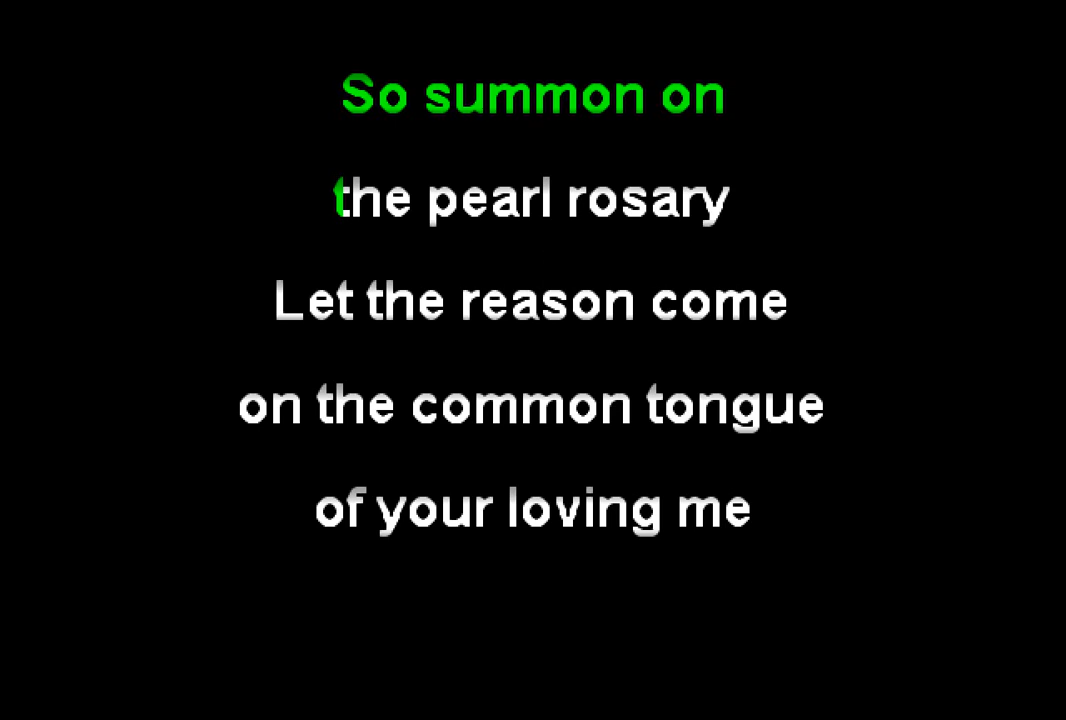 So summon on
the pearl rosary
Let the reason come
on the common tongue
of your loving me